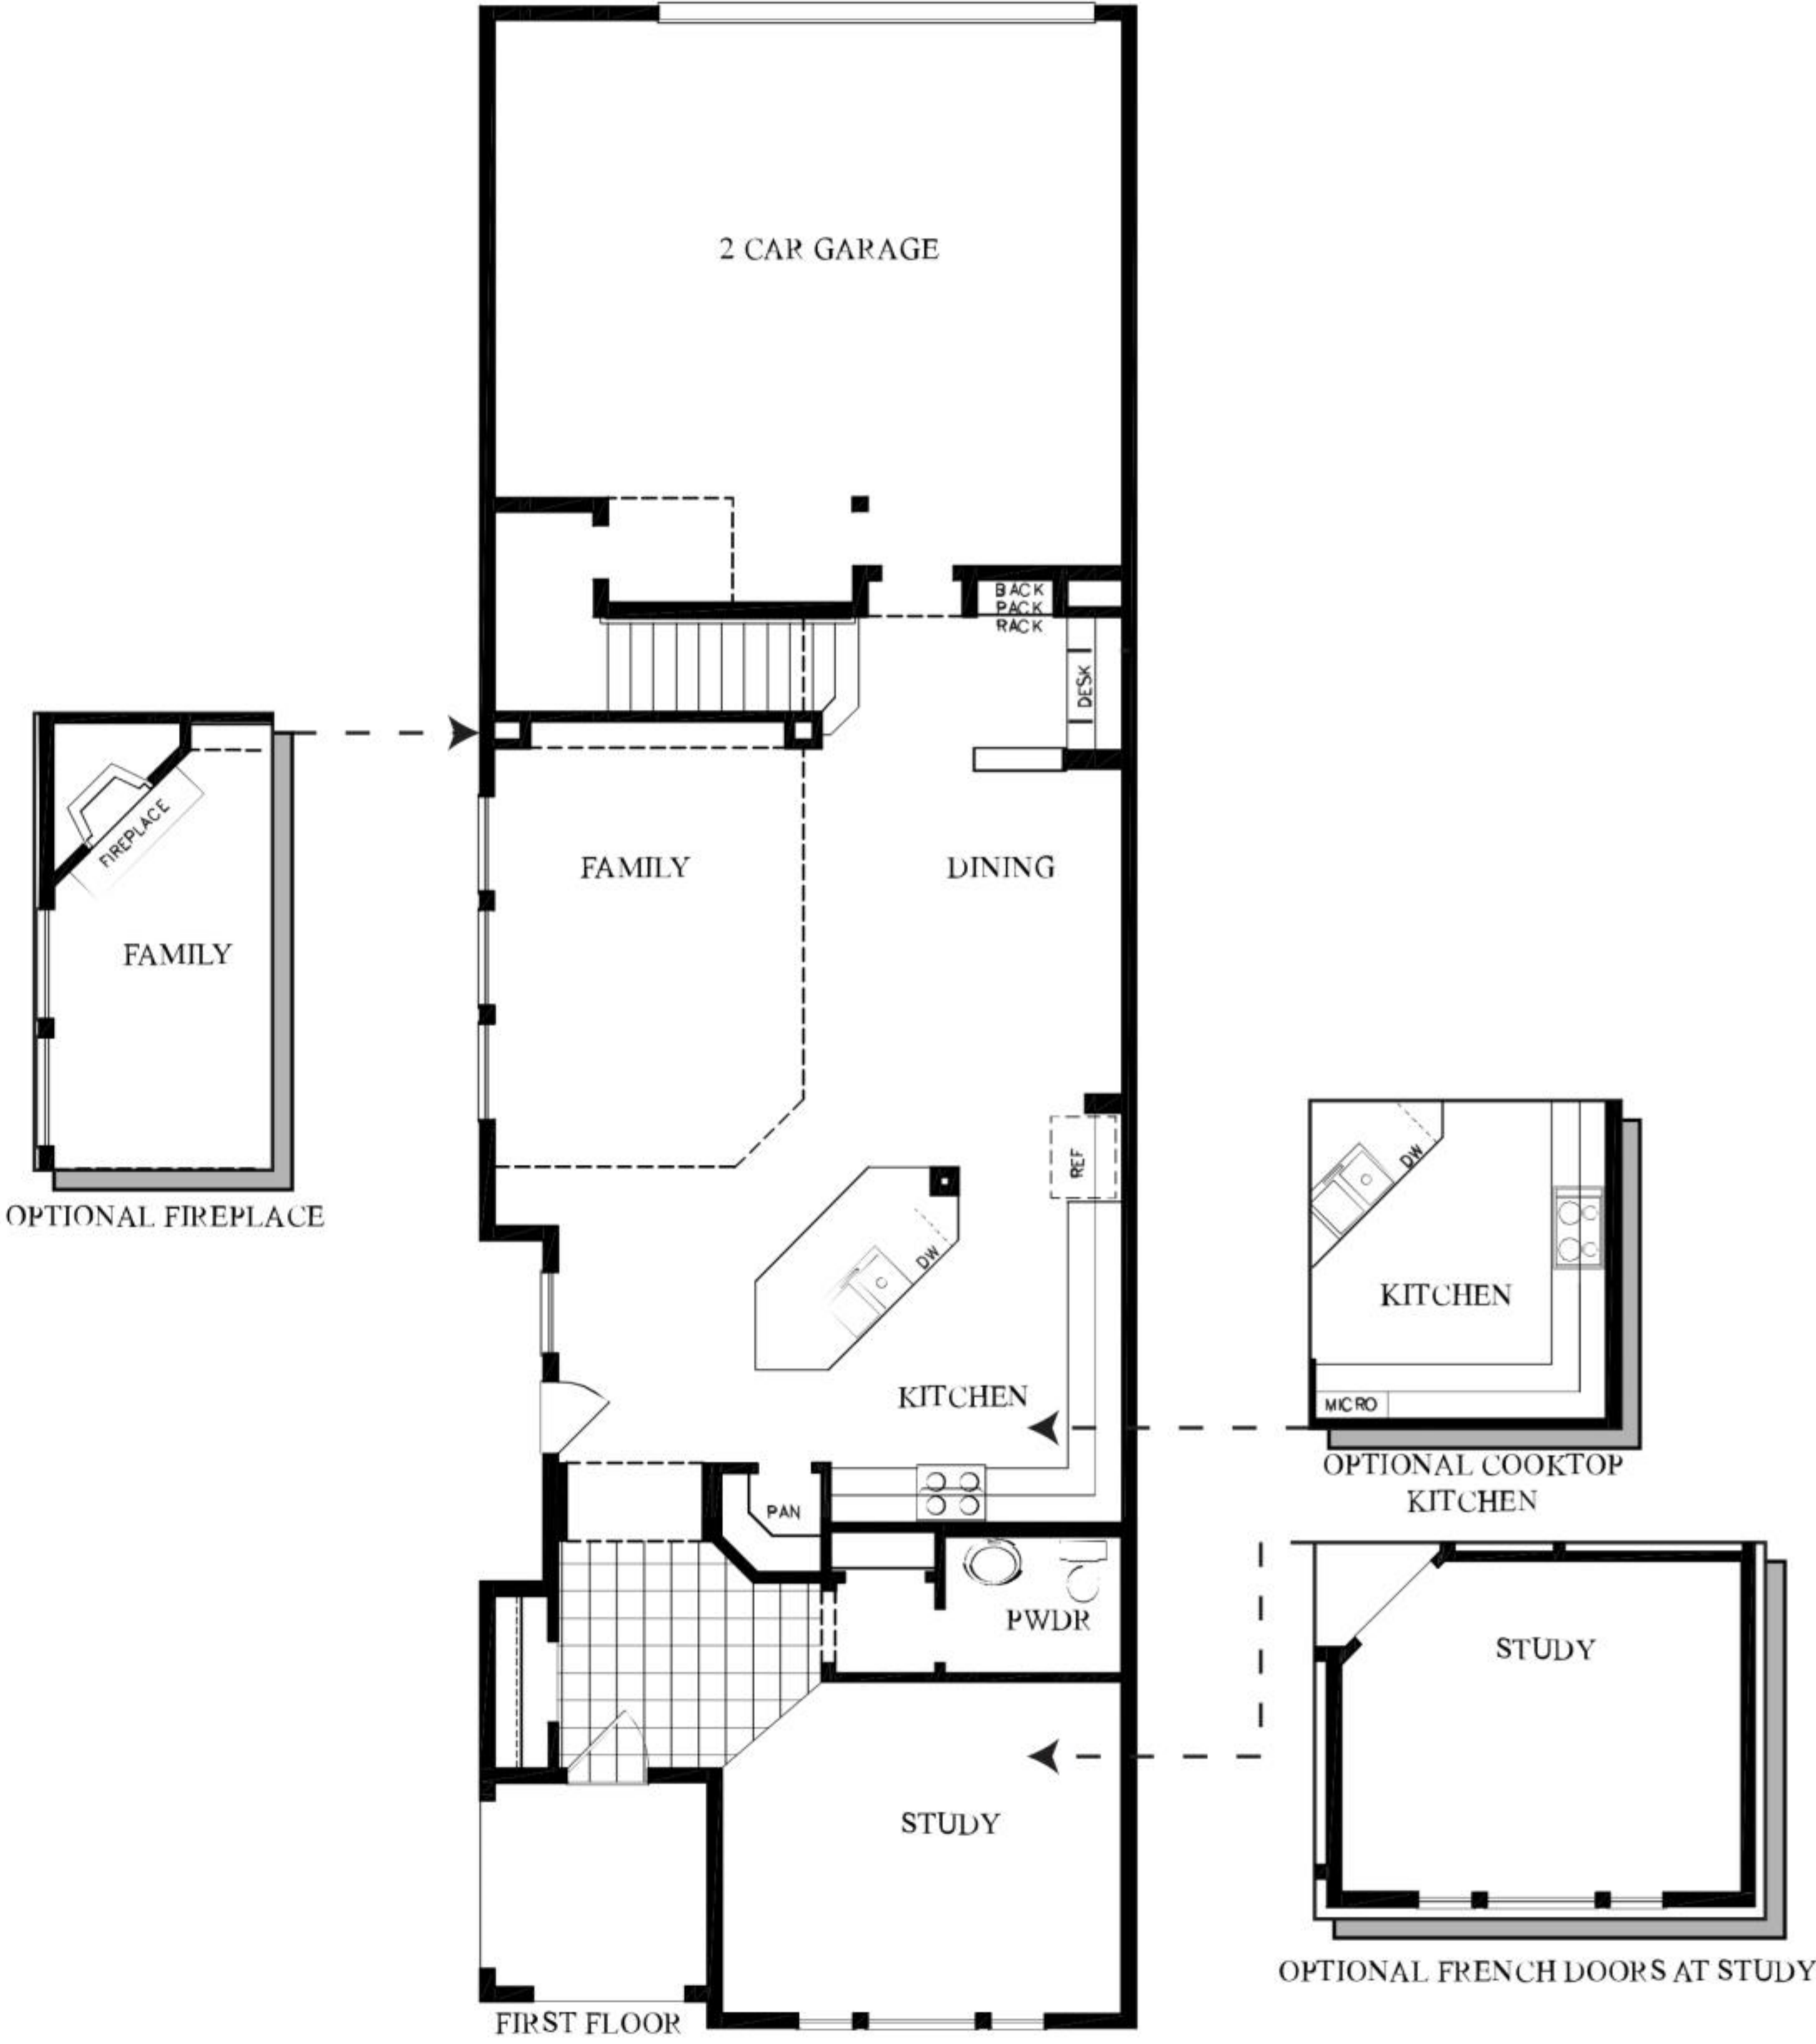 2 CAR GARAGE
BACK
PACK
RACK
DESK
FIREPLACE
FAMILY
OPTIONAL FIREPLACE
FAMILY
DINING
REF
DW
KITCHEN
PAN
DW
KITCHEN
MICRO
OPTIONAL COOKTOP
KITCHEN
PWDR
STUDY
STUDY
OPTIONAL FRENCH DOORS AT STUDY
FIRST FLOOR